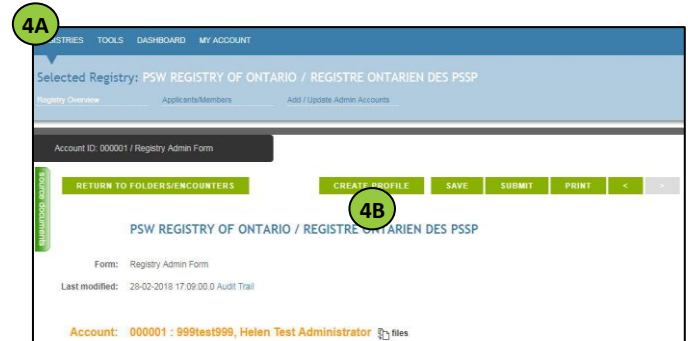 4A
STRIES TOOLS DASHBOARD MY ACCOUNT
Selected Registry: PSW REGISTRY OF ONTARIO / REGISTRE ONTARIEN DES PSSP
Registry Overview Applicants/Members Add / Update Admin Accounts
Account ID: 000001 / Registry Admin Form
source documents
RETURN TO FOLDERS/ENCOUNTERS CREATE PROFILE SAVE SUBMIT PRINT < >
4B
PSW REGISTRY OF ONTARIO / REGISTRE ONTARIEN DES PSSP
Form: Registry Admin Form
Last modified: 28-02-2018 17:09:00.0 Audit Trail
Account: 000001 : 999test999, Helen Test Administrator files